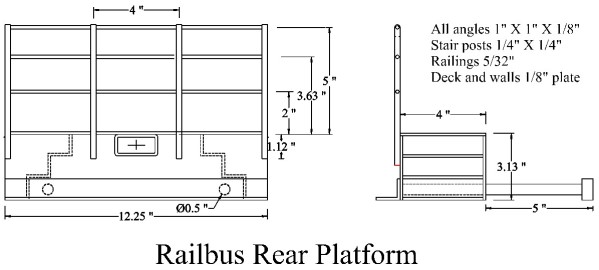 4 "
All angles 1" X 1" X 1/8"
Stair posts 1/4" X 1/4"
Railings 5/32"
Deck and walls 1/8" plate
5 "
3.63 "
2 "
1.12 "
4 "
3.13 "
Ø0.5 "
12.25 "
5 "
Railbus Rear Platform